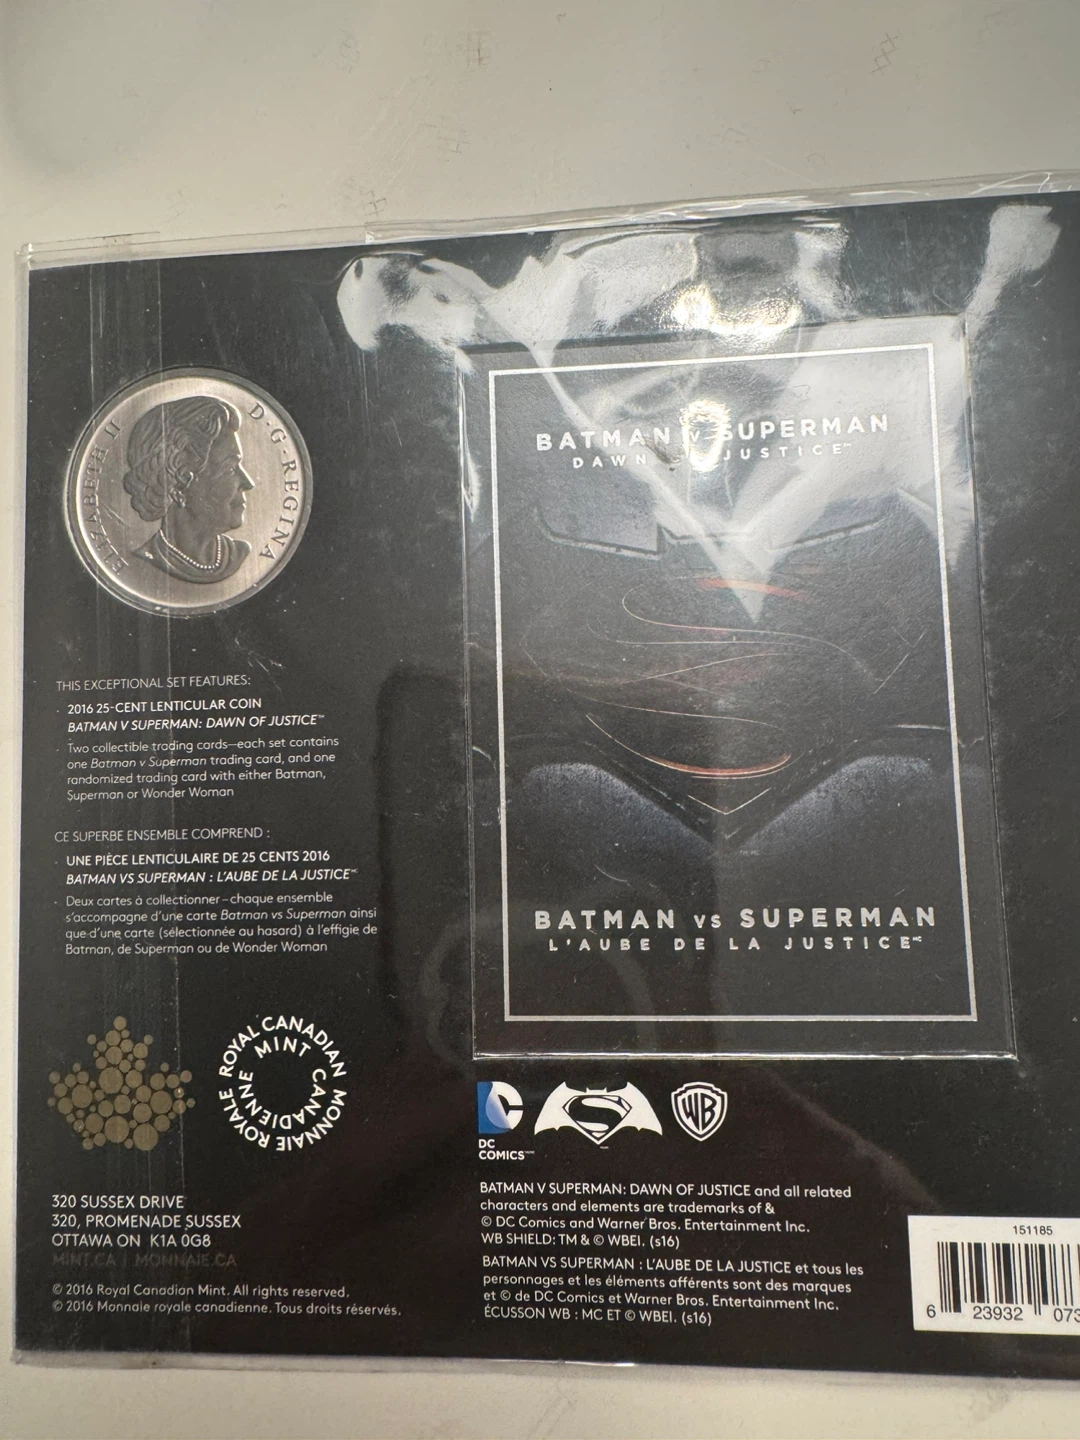 ELIZABETH II
D·G·REGINA
BATMAN V SUPERMAN
DAWN JUSTICE™
THIS EXCEPTIONAL SET FEATURES:
· 2016 25-CENT LENTICULAR COIN
BATMAN V SUPERMAN: DAWN OF JUSTICE™
· Two collectible trading cards—each set contains
one Batman v Superman trading card, and one
randomized trading card with either Batman,
Superman or Wonder Woman
CE SUPERBE ENSEMBLE COMPREND :
· UNE PIÈCE LENTICULAIRE DE 25 CENTS 2016
BATMAN VS SUPERMAN : L'AUBE DE LA JUSTICE MC
· Deux cartes à collectionner – chaque ensemble
s'accompagne d'une carte Batman vs Superman ainsi
que d'une carte (sélectionnée au hasard) à l'effigie de
Batman, de Superman ou de Wonder Woman
BATMAN VS SUPERMAN
L'AUBE DE LA JUSTICE MC
ROYAL CANADIAN
MINT
MONNAIE ROYALE
CANADIENNE
DC
COMICS™
WB
320 SUSSEX DRIVE
320, PROMENADE SUSSEX
OTTAWA ON K1A 0G8
MINT.CA | MONNAIE.CA
© 2016 Royal Canadian Mint. All rights reserved.
© 2016 Monnaie royale canadienne. Tous droits réservés.
BATMAN V SUPERMAN: DAWN OF JUSTICE and all related
characters and elements are trademarks of &
© DC Comics and Warner Bros. Entertainment Inc.
WB SHIELD: TM & © WBEI. (s16)
BATMAN VS SUPERMAN : L'AUBE DE LA JUSTICE et tous les
personnages et les éléments afférents sont des marques
et © de DC Comics et Warner Bros. Entertainment Inc.
ÉCUSSON WB : MC ET © WBEI. (s16)
151185
6 23932 073